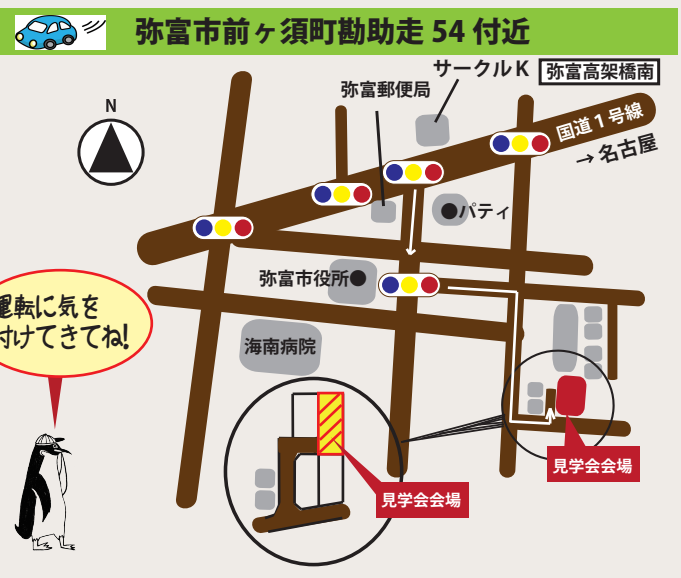 弥富市前ヶ須町勘助走 54 付近
サークルK
弥富高架橋南
弥富郵便局
N
国道1号線
→ 名古屋
パティ
弥富市役所
運転に気を
付けてきてね!
海南病院
見学会会場
見学会会場